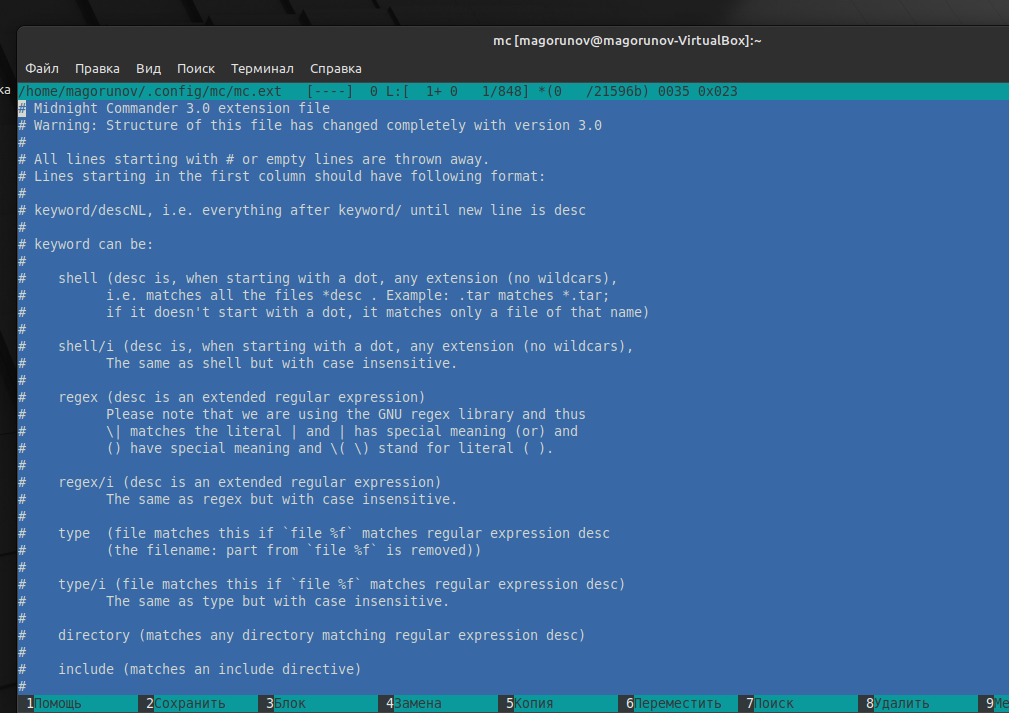 mc [magorunov@magorunov-VirtualBox]:~
Файл Правка Вид Поиск Терминал Справка
ка
/home/magorunov/.config/mc/mc.ext [----] 0 L:[ 1+ 0 1/848] *(0 /21596b) 0035 0x023
# Midnight Commander 3.0 extension file
# Warning: Structure of this file has changed completely with version 3.0
#
# All lines starting with # or empty lines are thrown away.
# Lines starting in the first column should have following format:
#
# keyword/descNL, i.e. everything after keyword/ until new line is desc
#
# keyword can be:
#
# shell (desc is, when starting with a dot, any extension (no wildcars),
# i.e. matches all the files *desc . Example: .tar matches *.tar;
# if it doesn't start with a dot, it matches only a file of that name)
#
# shell/i (desc is, when starting with a dot, any extension (no wildcars),
# The same as shell but with case insensitive.
#
# regex (desc is an extended regular expression)
# Please note that we are using the GNU regex library and thus
# \| matches the literal | and | has special meaning (or) and
# () have special meaning and \( \) stand for literal ( ).
#
# regex/i (desc is an extended regular expression)
# The same as regex but with case insensitive.
#
# type (file matches this if `file %f` matches regular expression desc
# (the filename: part from `file %f` is removed))
#
# type/i (file matches this if `file %f` matches regular expression desc)
# The same as type but with case insensitive.
#
# directory (matches any directory matching regular expression desc)
#
# include (matches an include directive)
#
1Помощь 2Сохранить 3Блок 4Замена 5Копия 6Переместить 7Поиск 8Удалить 9Ме